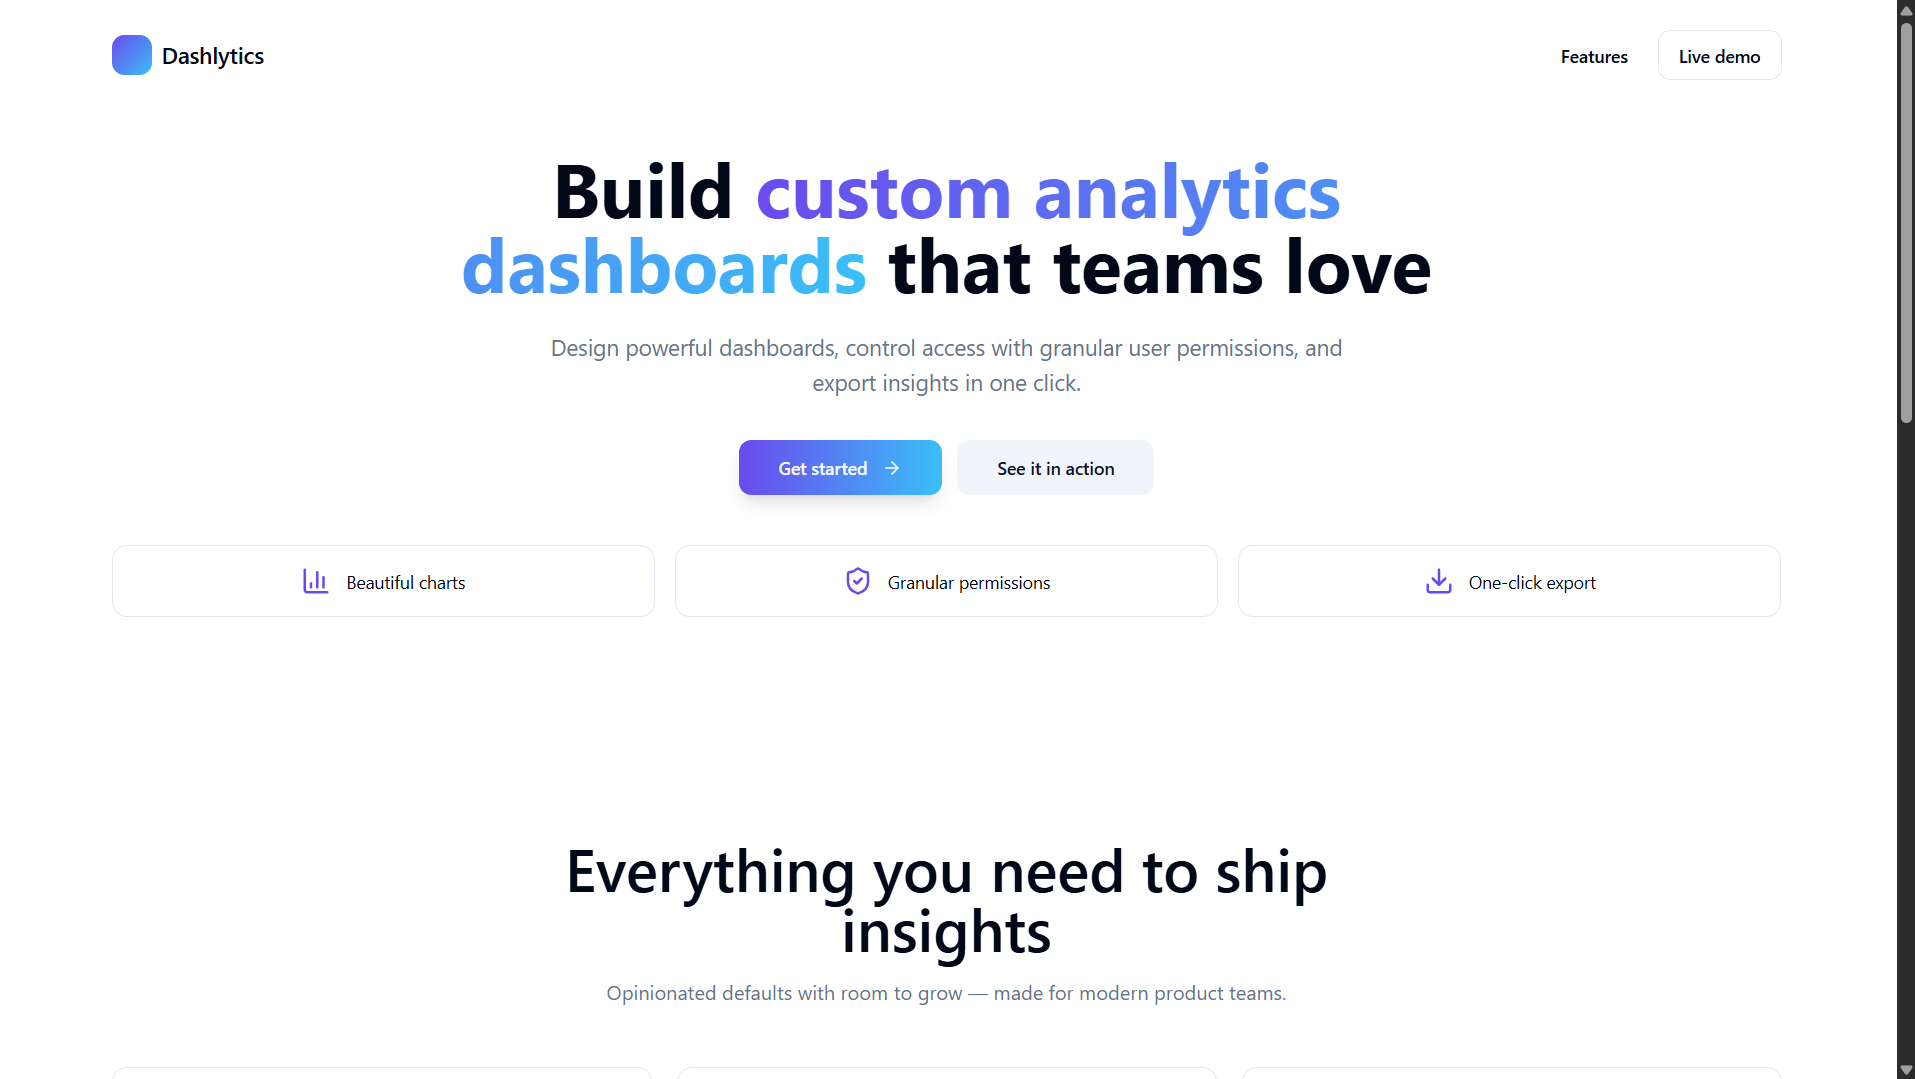 Dashlytics
Features
Live demo
Build custom analytics
dashboards that teams love
Design powerful dashboards, control access with granular user permissions, and
export insights in one click.
Get started
See it in action
Beautiful charts
Granular permissions
One-click export
Everything you need to ship
insights
Opinionated defaults with room to grow — made for modern product teams.